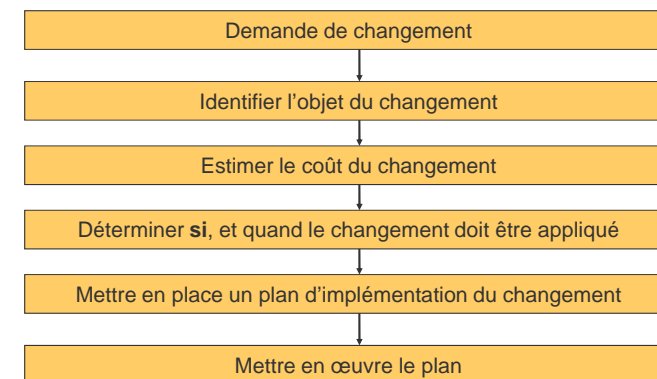 Demande de changement
Identifier l'objet du changement
Estimer le coût du changement
Déterminer si, et quand le changement doit être appliqué
Mettre en place un plan d'implémentation du changement
Mettre en œuvre le plan